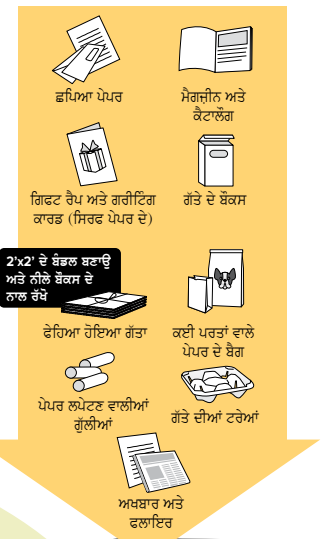 ਛਪਿਆ ਪੇਪਰ
ਮੈਗਜ਼ੀਨ ਅਤੇ
ਕੈਟਾਲੌਗ
ਗਿਫਟ ਰੈਪ ਅਤੇ ਗਰੀਟਿੰਗ
ਕਾਰਡ (ਸਿਰਫ ਪੇਪਰ ਦੇ)
ਗੱਤੇ ਦੇ ਬੌਕਸ
2'x2' ਦੇ ਬੰਡਲ ਬਣਾਉ
ਅਤੇ ਨੀਲੇ ਬੌਕਸ ਦੇ
ਨਾਲ ਰੱਖੋ
ਫੇਹਿਆ ਹੋਇਆ ਗੱਤਾ
ਕਈ ਪਰਤਾਂ ਵਾਲੇ
ਪੇਪਰ ਦੇ ਬੈਗ
ਪੇਪਰ ਲਪੇਟਣ ਵਾਲੀਆਂ
ਗੁੱਲੀਆਂ
ਗੱਤੇ ਦੀਆਂ ਟਰੇਆਂ
ਅਖਬਾਰ ਅਤੇ
ਫਲਾਇਰ